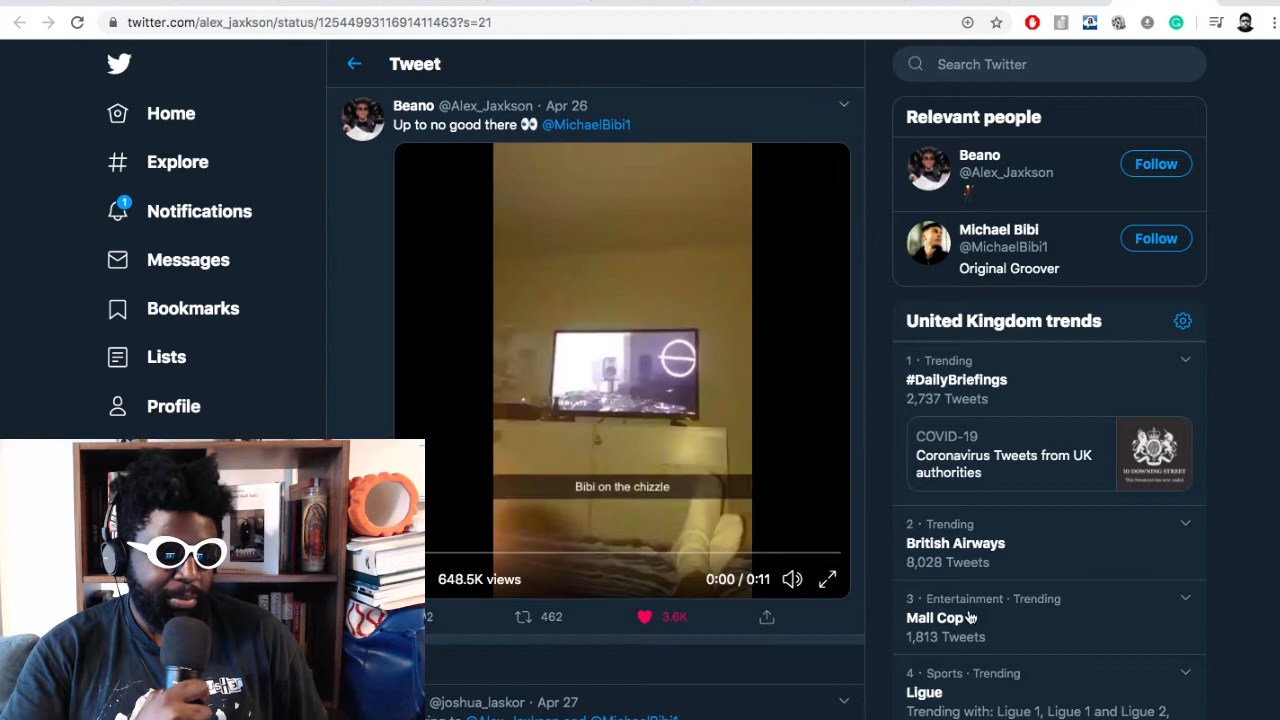 twitter.com/alex_jaxkson/status/1254499311691411463?s=21
Home
Explore
1
Notifications
Messages
Bookmarks
Lists
Profile
Tweet
Beano @Alex_Jaxkson · Apr 26
Up to no good there 👀 @MichaelBibi1
Bibi on the chizzle
648.5K views
0:00 / 0:11
462
3.6K
@joshua_laskor · Apr 27
Search Twitter
Relevant people
Beano
@Alex_Jaxkson
Follow
Michael Bibi
@MichaelBibi1
Original Groover
Follow
United Kingdom trends
1 · Trending
#DailyBriefings
2,737 Tweets
COVID-19
Coronavirus Tweets from UK
authorities
10 DOWNING STREET
2 · Trending
British Airways
8,028 Tweets
3 · Entertainment · Trending
Mall Cop
1,813 Tweets
4 · Sports · Trending
Ligue
Trending with: Ligue 1, Ligue 1 and Ligue 2,